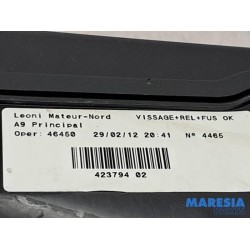 Leoni Mateur-Nord VISSAGE+REL+FUS OK
A9 Principal
Oper: 46460 29/02/12 20:41 N° 4465
423794 02
MARESIA